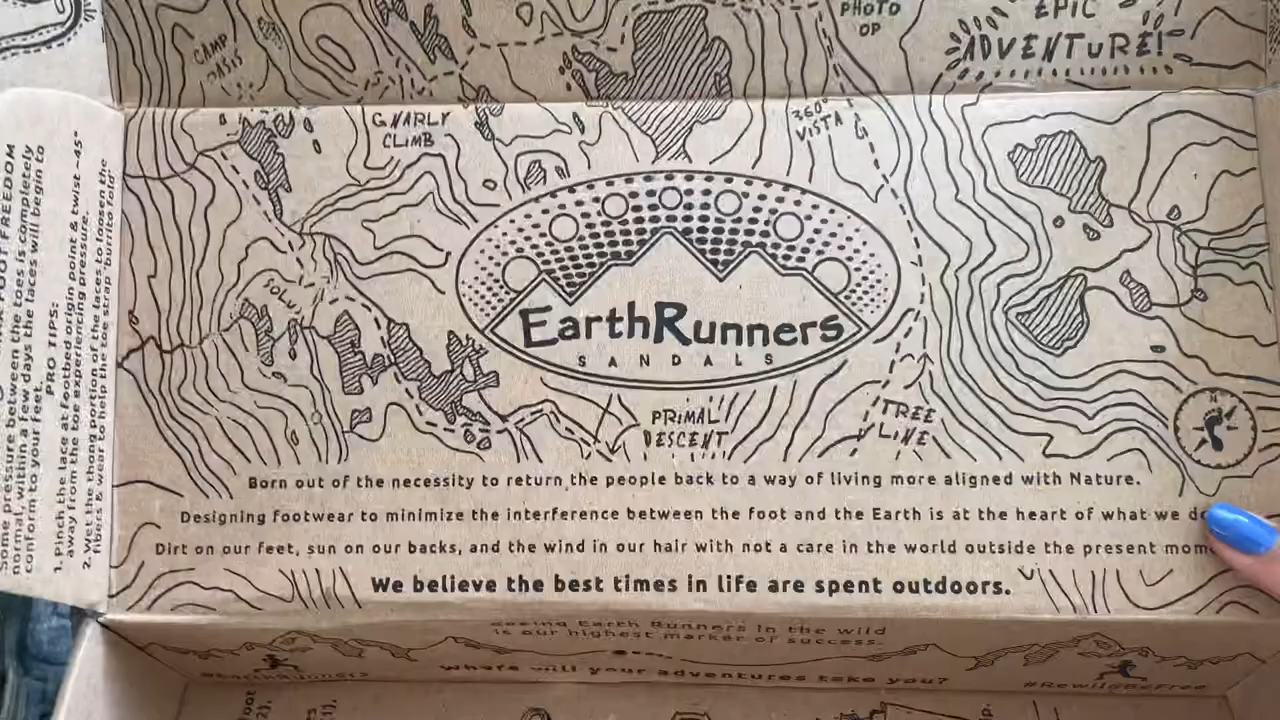 PHOTO
OP
EPIC
ADVENTURE!
CAMP
OASIS
GNARLY
CLIMB
360°
VISTA
EarthRunners
SANDALS
PRIMAL
DESCENT
TREE
LINE
N
Born out of the necessity to return the people back to a way of living more aligned with Nature.
Designing footwear to minimize the interference between the foot and the Earth is at the heart of what we do
Dirt on our feet, sun on our backs, and the wind in our hair with not a care in the world outside the present
We believe the best times in life are spent outdoors.
Seeing Earth Runners in the wild
is our highest marker of success.
Where will your adventures take you?
#EarthRunners
#RewildBeFree
FOOT FREEDOM
Some pressure between the toes is completely
normal, within a few days the laces will begin to
conform to your feet.
PRO TIPS:
1. Pinch the lace at footbed origin point & twist ~45°
away from the toe experiencing pressure.
2. Wet the thong portion of the laces to loosen the
fibers & wear to help the toe strap 'burrito fold'